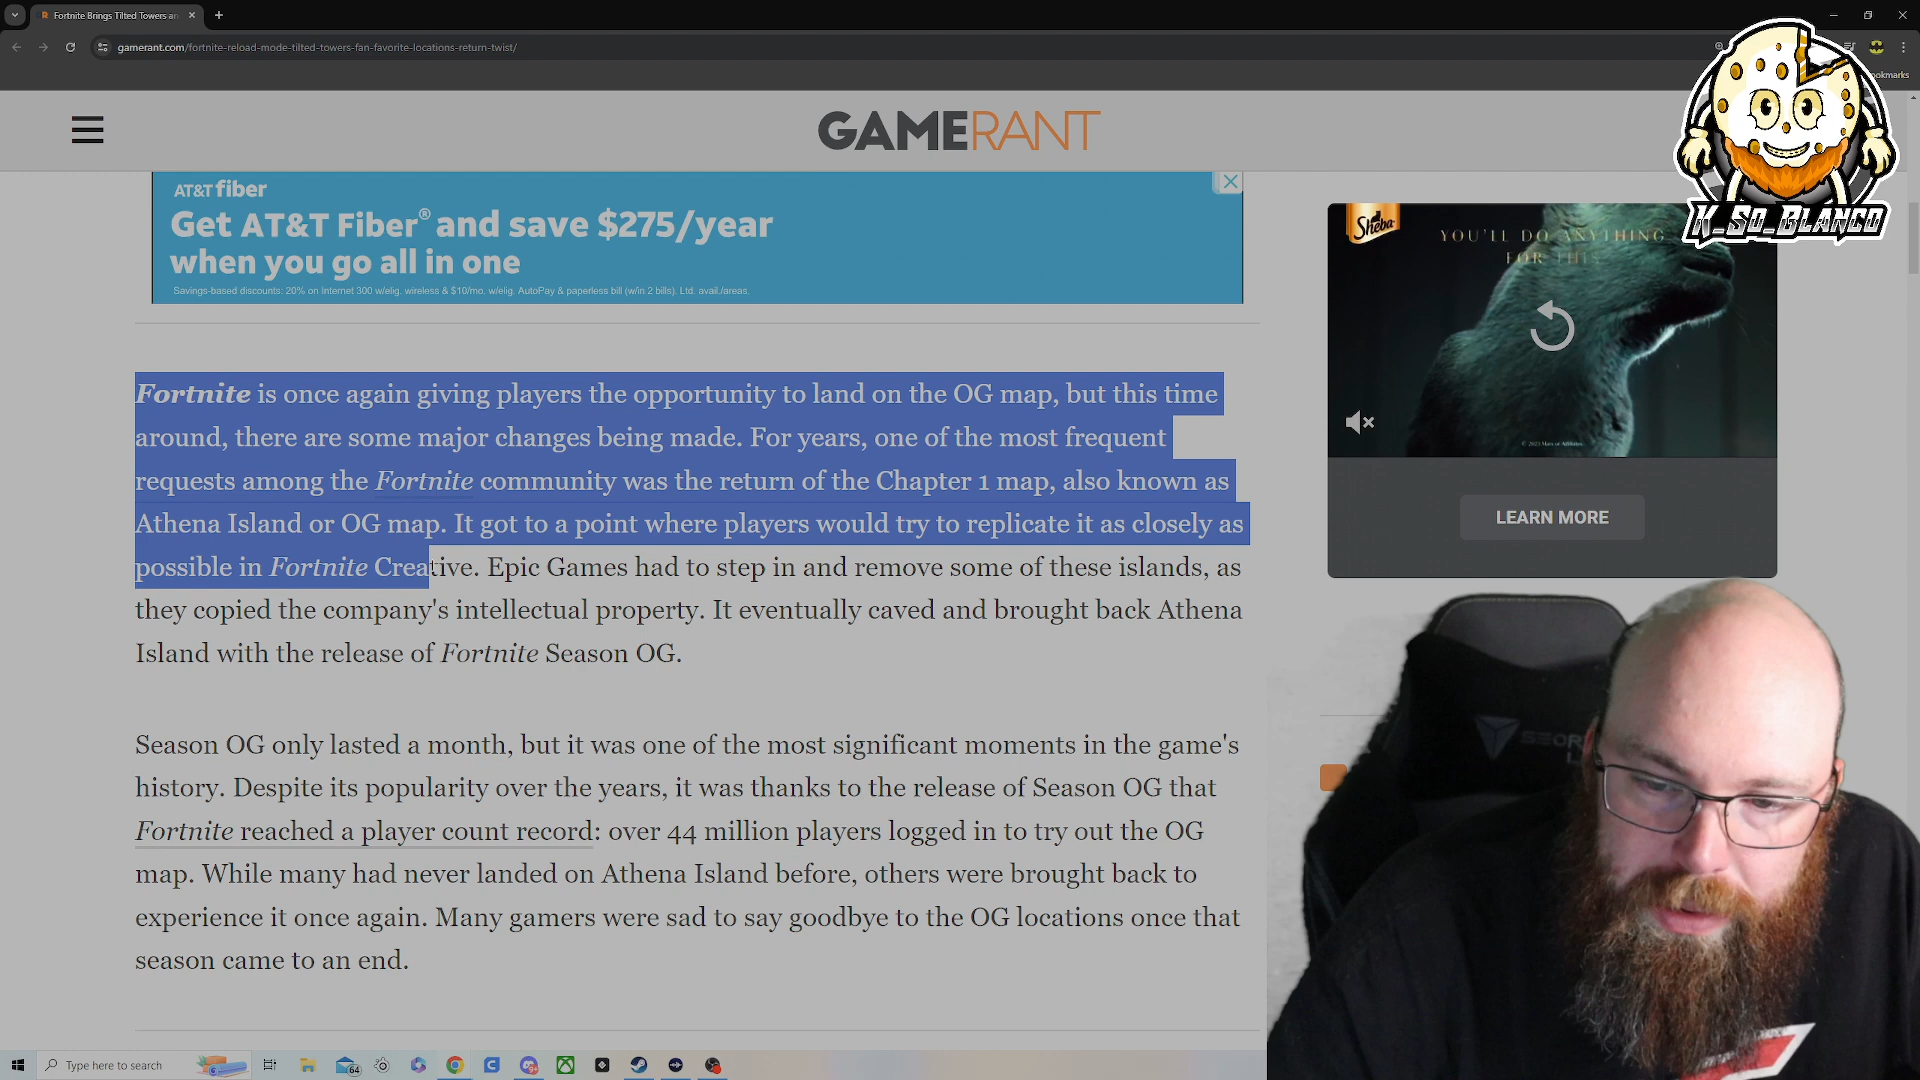 Fortnite Brings Tilted Towers an
gamerant.com/fortnite-reload-mode-tilted-towers-fan-favorite-locations-return-twist/
ookmarks
GAMERANT
K_So_Blanco
AT&T fiber
Get AT&T Fiber® and save $275/year
when you go all in one
Savings-based discounts: 20% on Internet 300 w/elig. wireless & $10/mo. w/elig. AutoPay & paperless bill (w/in 2 bills). Ltd. avail./areas.
Sheba
YOU'LL DO ANYTHING
FOR THIS
LEARN MORE
Fortnite is once again giving players the opportunity to land on the OG map, but this time
around, there are some major changes being made. For years, one of the most frequent
requests among the Fortnite community was the return of the Chapter 1 map, also known as
Athena Island or OG map. It got to a point where players would try to replicate it as closely as
possible in Fortnite Creative. Epic Games had to step in and remove some of these islands, as
they copied the company's intellectual property. It eventually caved and brought back Athena
Island with the release of Fortnite Season OG.
Season OG only lasted a month, but it was one of the most significant moments in the game's
history. Despite its popularity over the years, it was thanks to the release of Season OG that
Fortnite reached a player count record: over 44 million players logged in to try out the OG
map. While many had never landed on Athena Island before, others were brought back to
experience it once again. Many gamers were sad to say goodbye to the OG locations once that
season came to an end.
Type here to search
64